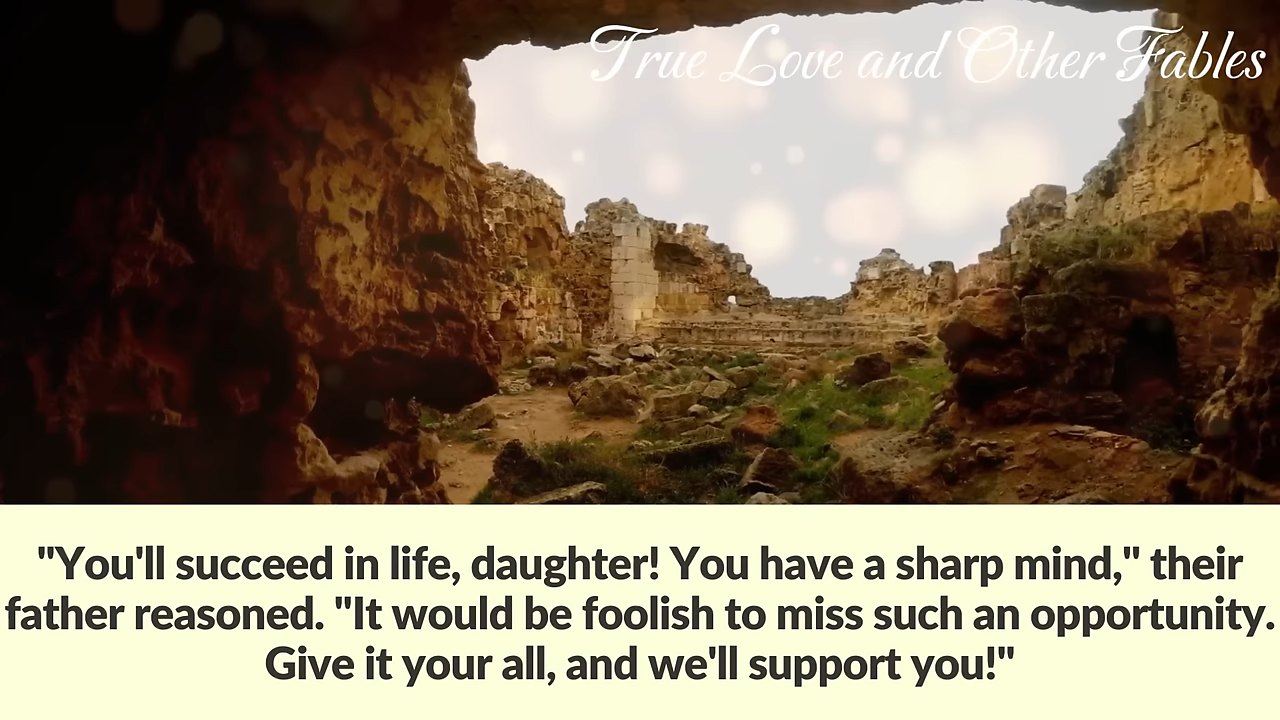 True Love and Other Fables
"You'll succeed in life, daughter! You have a sharp mind," their
father reasoned. "It would be foolish to miss such an opportunity.
Give it your all, and we'll support you!"